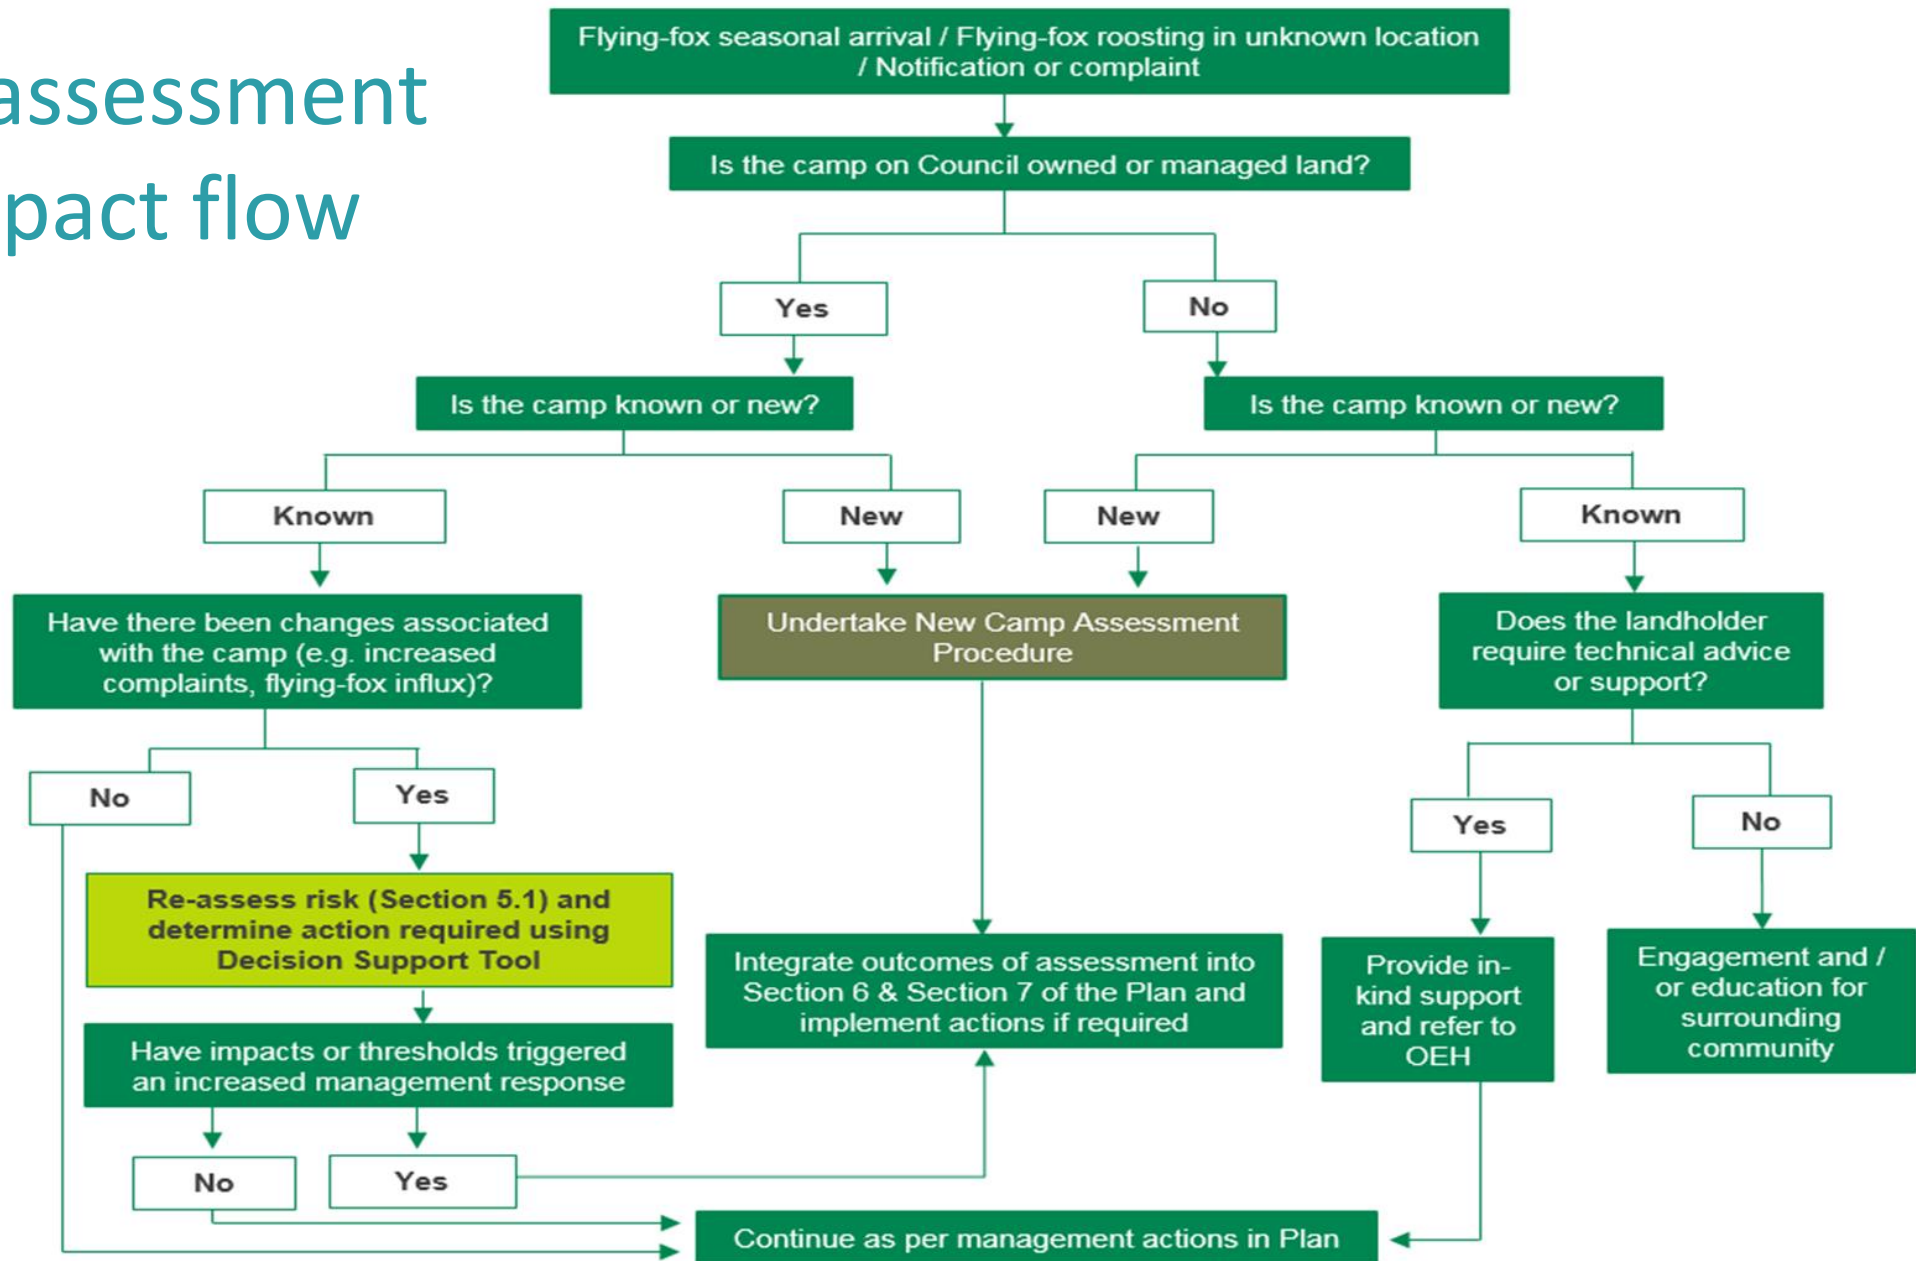 assessment
pact flow
Flying-fox seasonal arrival / Flying-fox roosting in unknown location
/ Notification or complaint
Is the camp on Council owned or managed land?
Yes
No
Is the camp known or new?
Is the camp known or new?
Known
New
New
Known
Have there been changes associated
with the camp (e.g. increased
complaints, flying-fox influx)?
Undertake New Camp Assessment
Procedure
Does the landholder
require technical advice
or support?
No
Yes
Yes
No
Re-assess risk (Section 5.1) and
determine action required using
Decision Support Tool
Integrate outcomes of assessment into
Section 6 & Section 7 of the Plan and
implement actions if required
Provide in-
kind support
and refer to
OEH
Engagement and /
or education for
surrounding
community
Have impacts or thresholds triggered
an increased management response
No
Yes
Continue as per management actions in Plan